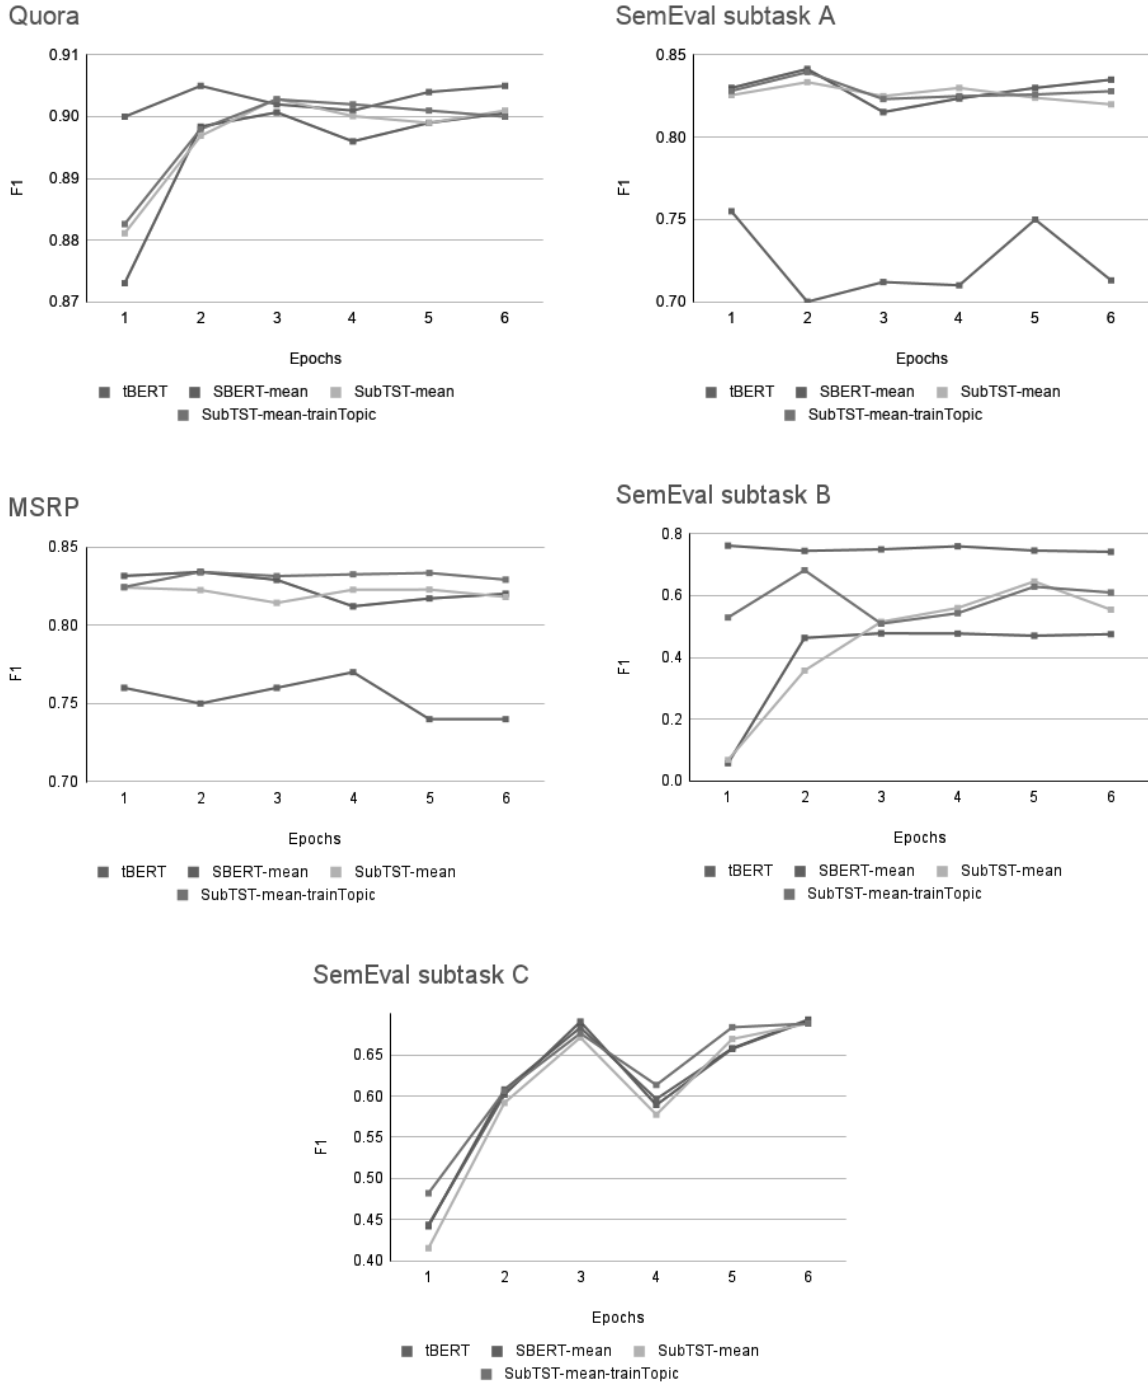 Quora
0.91
0.90
0.89
0.88
0.87
F1
1 2 3 4 5 6
Epochs
tBERT SBERT-mean SubTST-mean
SubTST-mean-trainTopic
SemEval subtask A
0.85
0.80
0.75
0.70
F1
1 2 3 4 5 6
Epochs
tBERT SBERT-mean SubTST-mean
SubTST-mean-trainTopic
MSRP
0.85
0.80
0.75
0.70
F1
1 2 3 4 5 6
Epochs
tBERT SBERT-mean SubTST-mean
SubTST-mean-trainTopic
SemEval subtask B
0.8
0.6
0.4
0.2
0.0
F1
1 2 3 4 5 6
Epochs
tBERT SBERT-mean SubTST-mean
SubTST-mean-trainTopic
SemEval subtask C
0.65
0.60
0.55
0.50
0.45
0.40
F1
1 2 3 4 5 6
Epochs
tBERT SBERT-mean SubTST-mean
SubTST-mean-trainTopic